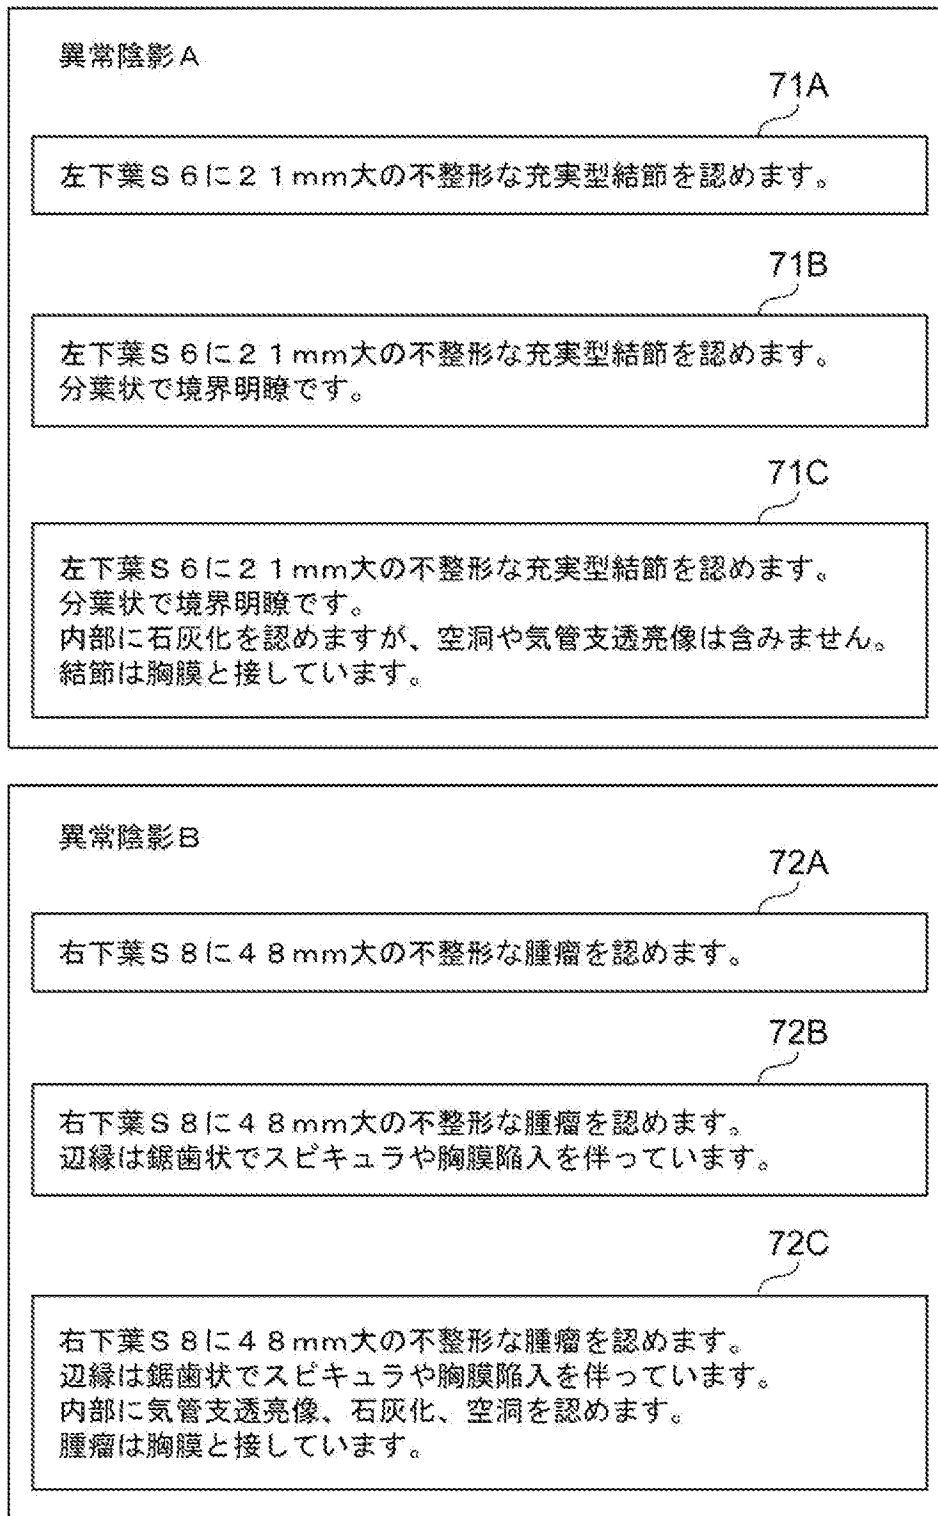 異常陰影A
71A
左下葉S6に21mm大の不整形な充実型結節を認めます。
71B
左下葉S6に21mm大の不整形な充実型結節を認めます。
分葉状で境界明瞭です。
71C
左下葉S6に21mm大の不整形な充実型結節を認めます。
分葉状で境界明瞭です。
内部に石灰化を認めますが、空洞や気管支透亮像は含みません。
結節は胸膜と接しています。
異常陰影B
72A
右下葉S8に48mm大の不整形な腫瘤を認めます。
72B
右下葉S8に48mm大の不整形な腫瘤を認めます。
辺縁は鋸歯状でスピキュラや胸膜陥入を伴っています。
72C
右下葉S8に48mm大の不整形な腫瘤を認めます。
辺縁は鋸歯状でスピキュラや胸膜陥入を伴っています。
内部に気管支透亮像、石灰化、空洞を認めます。
腫瘤は胸膜と接しています。